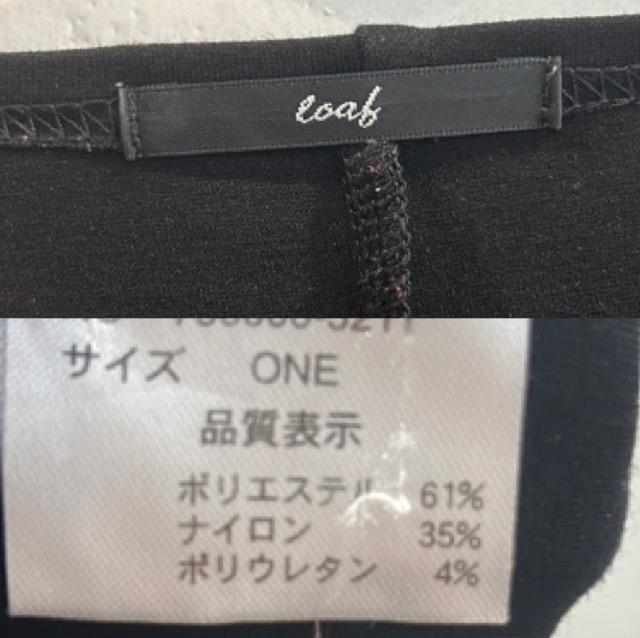 loaf
サイズ ONE
品質表示
ポリエステル 61%
ナイロン 35%
ポリウレタン 4%